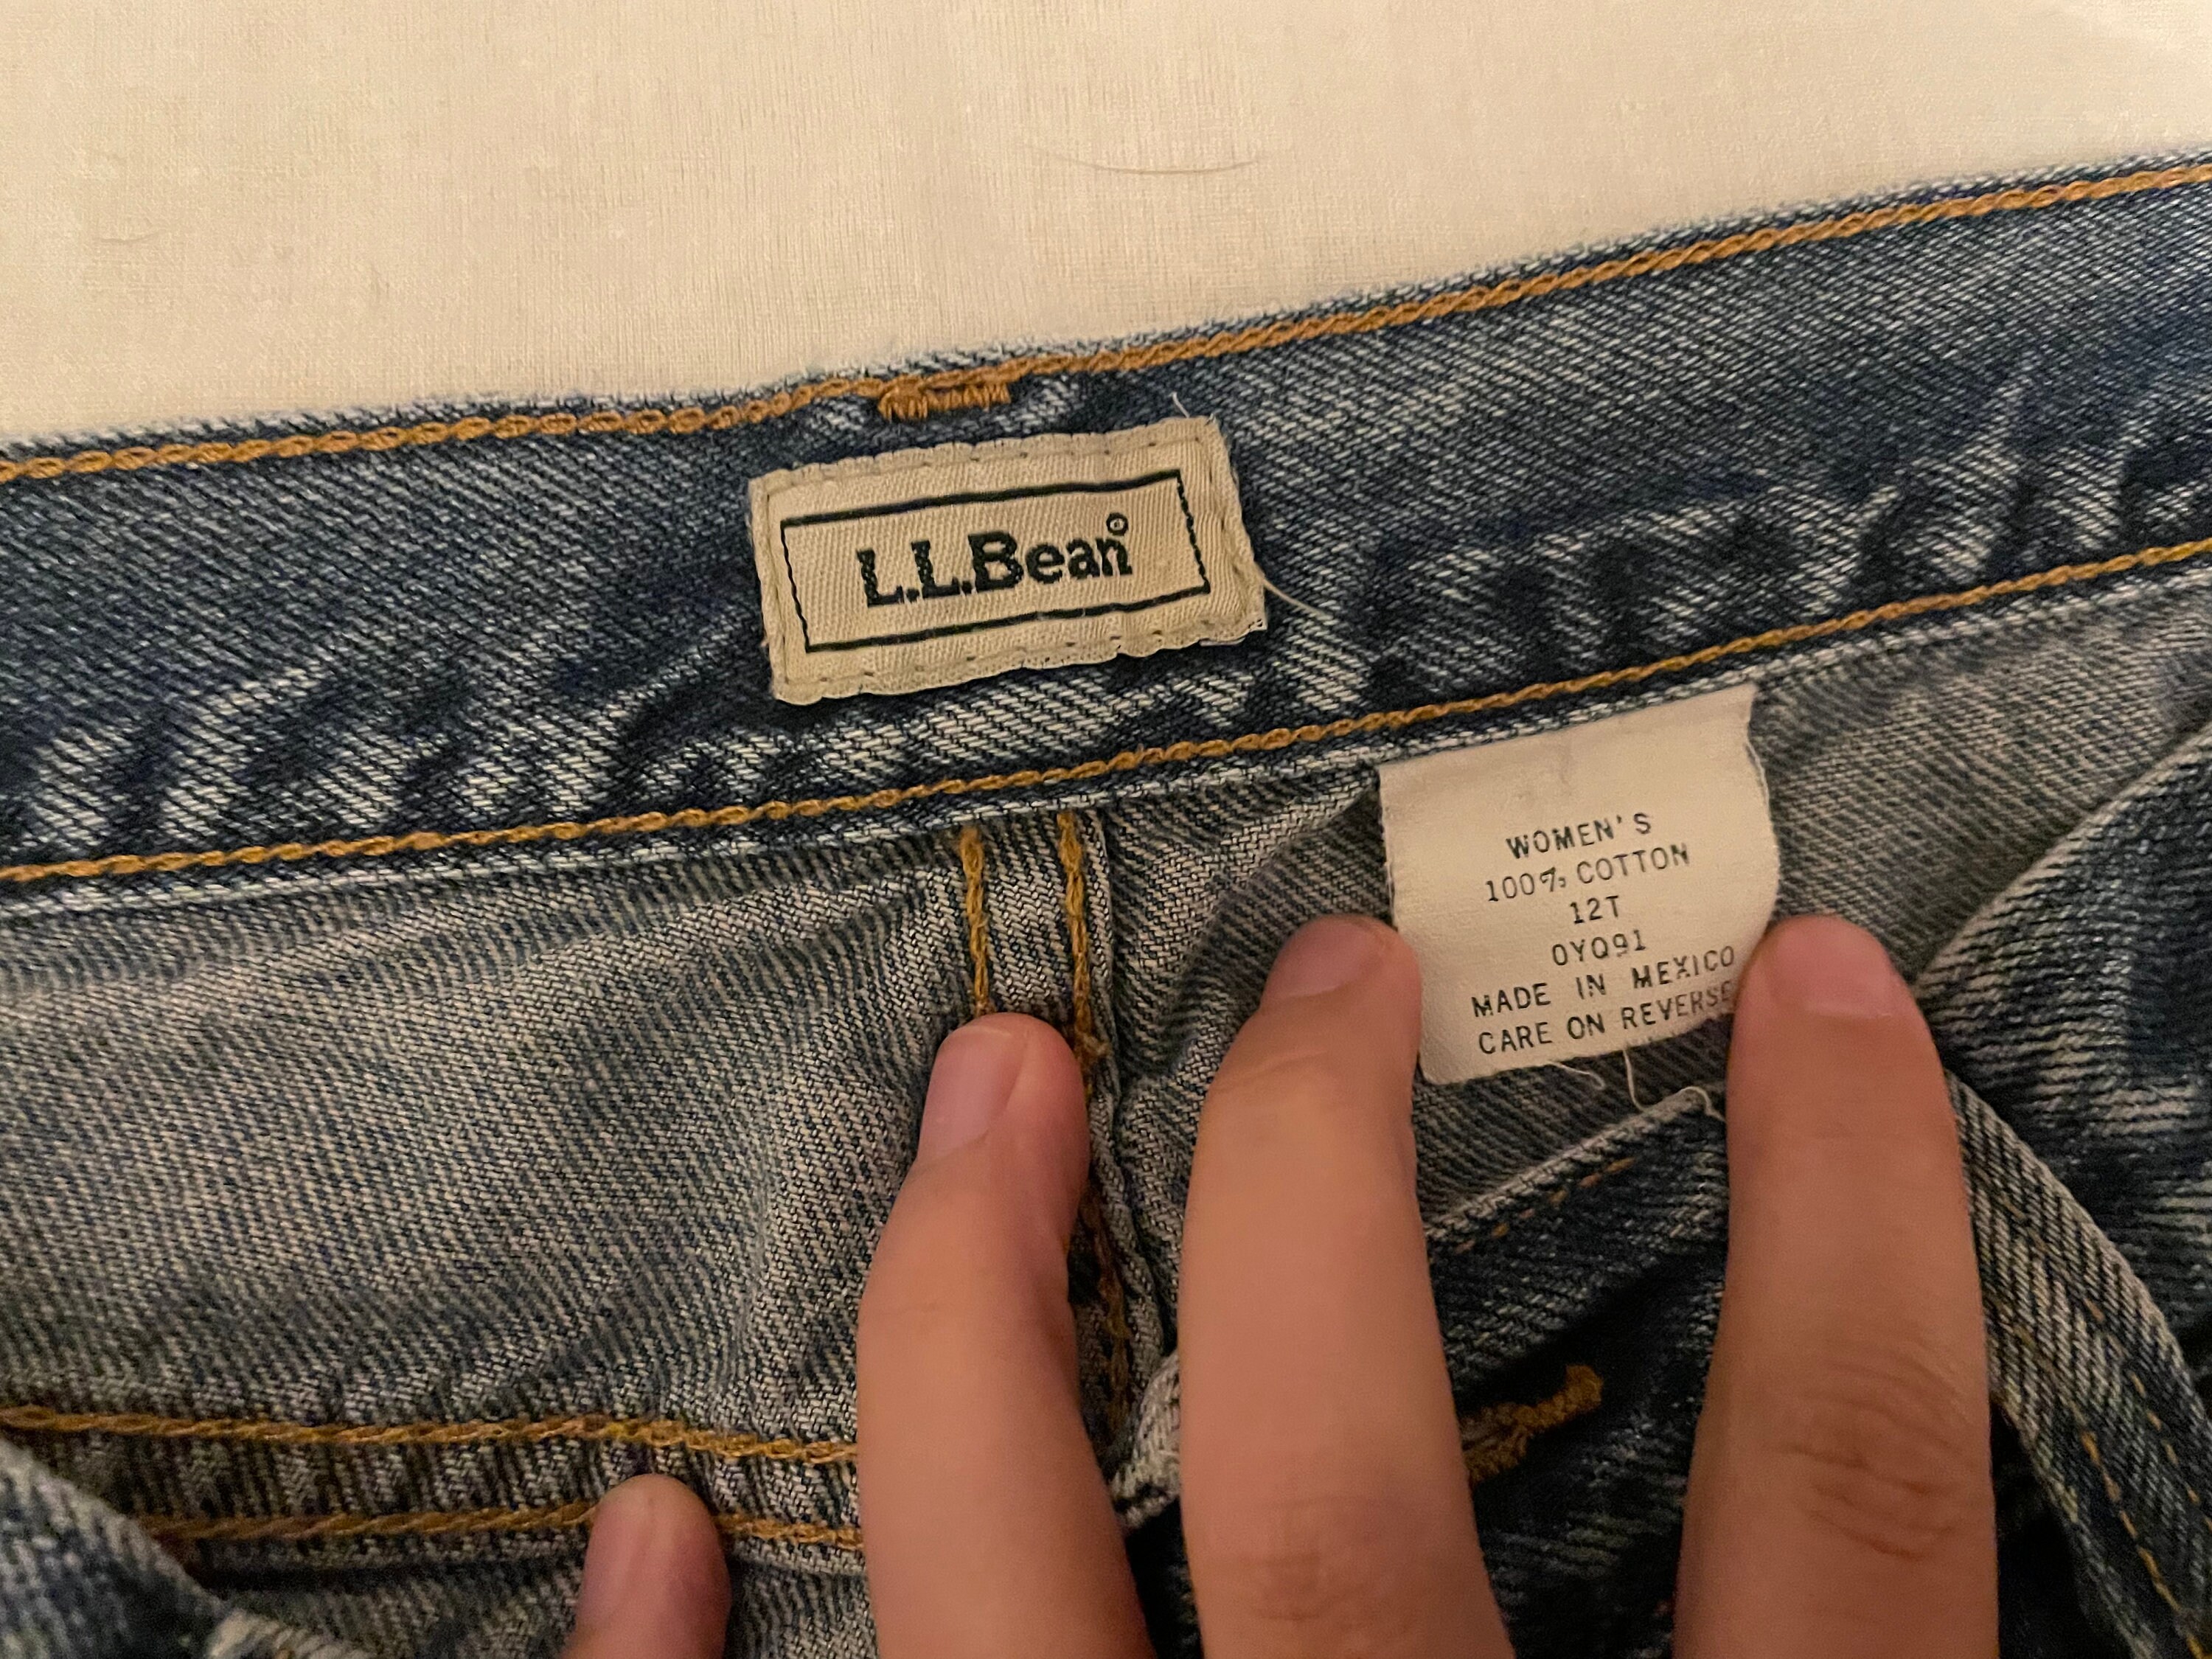 L.L.Bean®
WOMEN'S
100% COTTON
12T
0YQ91
MADE IN MEXICO
CARE ON REVERSE